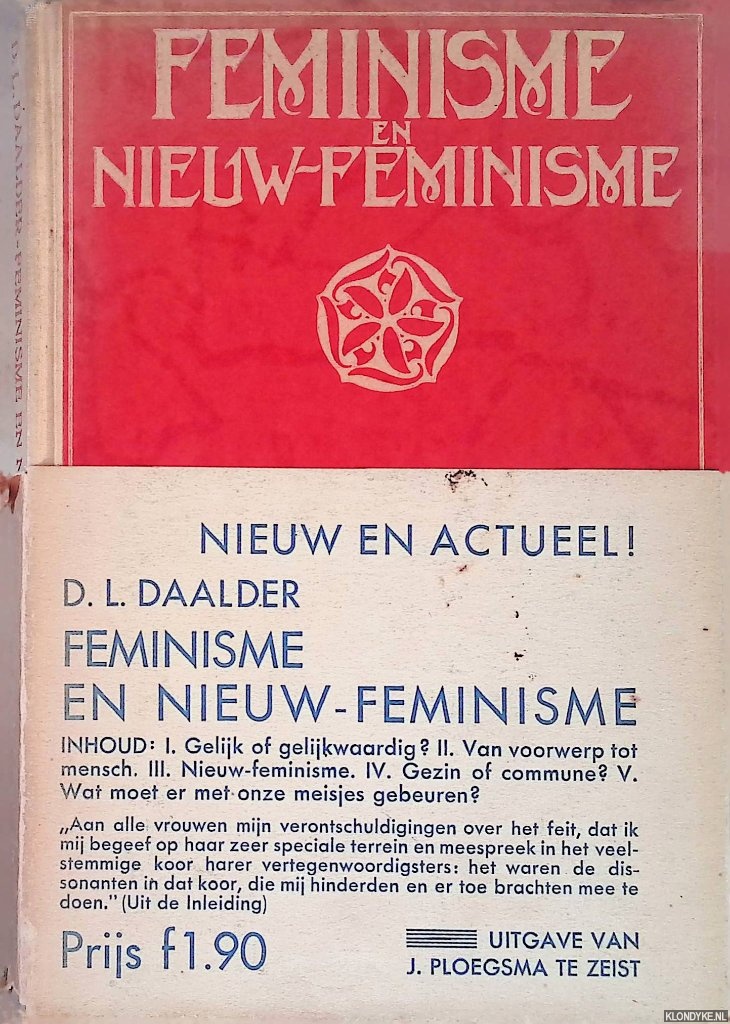 FEMINISME
EN
NIEUW-FEMINISME
D. L. DAALDER - FEMINISME EN
NIEUW EN ACTUEEL!
D. L. DAALDER
FEMINISME
EN NIEUW-FEMINISME
INHOUD: I. Gelijk of gelijkwaardig? II. Van voorwerp tot
mensch. III. Nieuw-feminisme. IV. Gezin of commune? V.
Wat moet er met onze meisjes gebeuren?
„Aan alle vrouwen mijn verontschuldigingen over het feit, dat ik
mij begeef op haar zeer speciale terrein en meespreek in het veel-
stemmige koor harer vertegenwoordigsters: het waren de dis-
sonanten in dat koor, die mij hinderden en er toe brachten mee te
doen." (Uit de Inleiding)
Prijs f1.90
UITGAVE VAN
J. PLOEGSMA TE ZEIST
KLONDYKE.NL